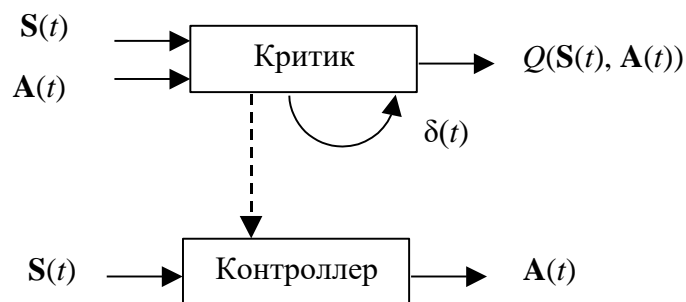 S(t)
Критик
Q(S(t), A(t))
A(t)
δ(t)
S(t)
Контроллер
A(t)